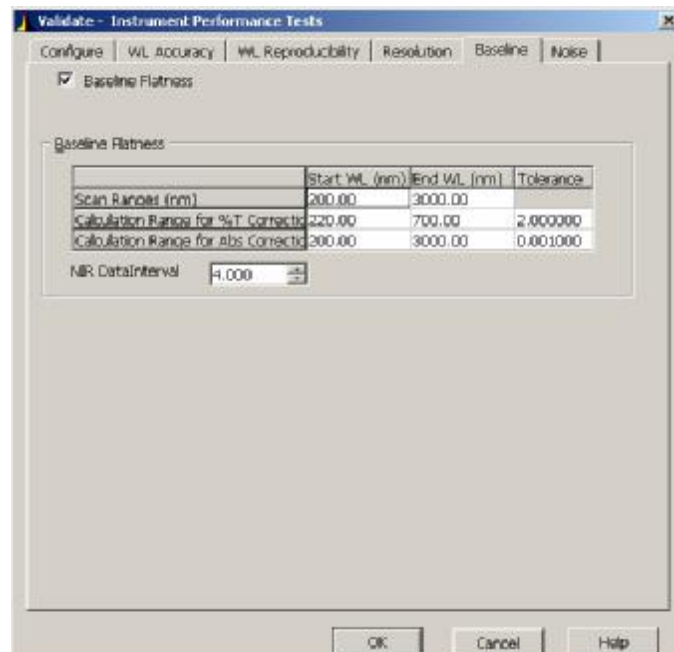 Validate - Instrument Performance Tests
Configure WL Accuracy WL Reproducibility Resolution Baseline Noise
Baseline Flatness
Baseline Flatness
Start WL (nm) End WL (nm) Tolerance
Scan Ranges (nm) 200.00 3000.00
Calculation Range for %T Correctio 220.00 700.00 2.000000
Calculation Range for Abs Correctio 200.00 3000.00 0.001000
NIR DataInterval 4.000
OK Cancel Help